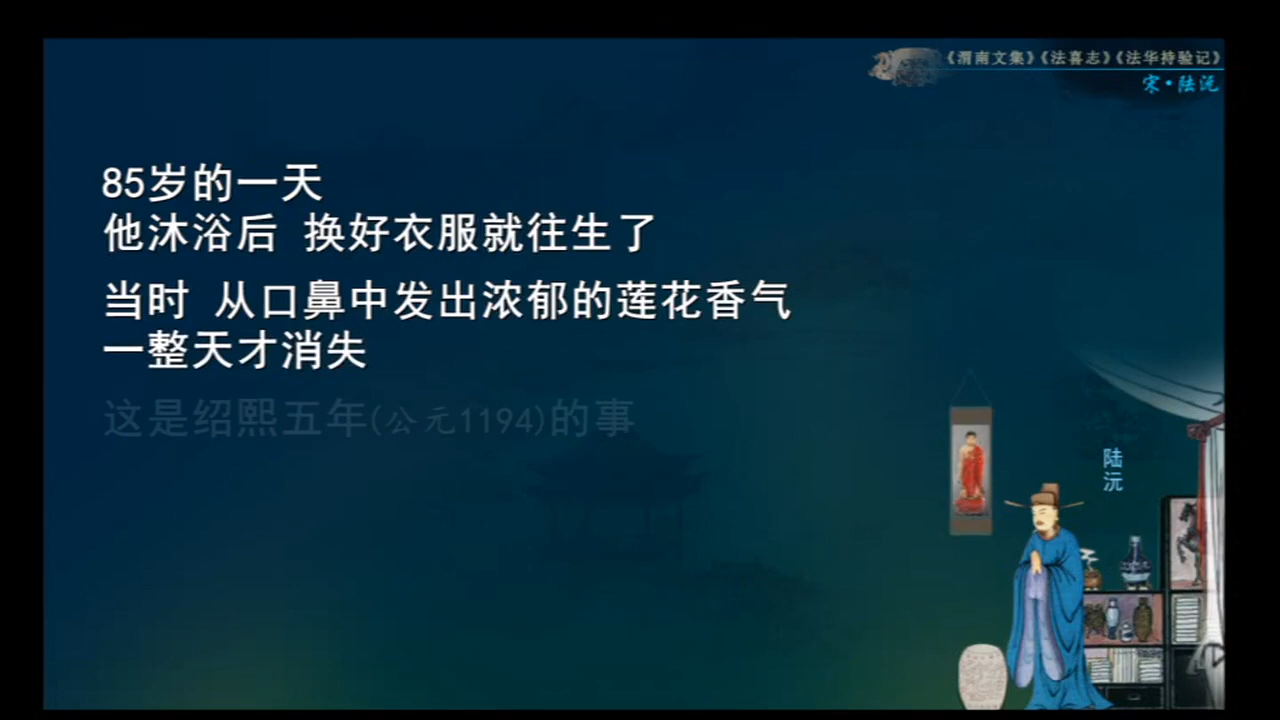 《渭南文集》《法喜志》《法华持验记》
宋·陆沅
85岁的一天
他沐浴后 换好衣服就往生了
当时 从口鼻中发出浓郁的莲花香气
一整天才消失
这是绍熙五年(公元1194)的事
陆沅